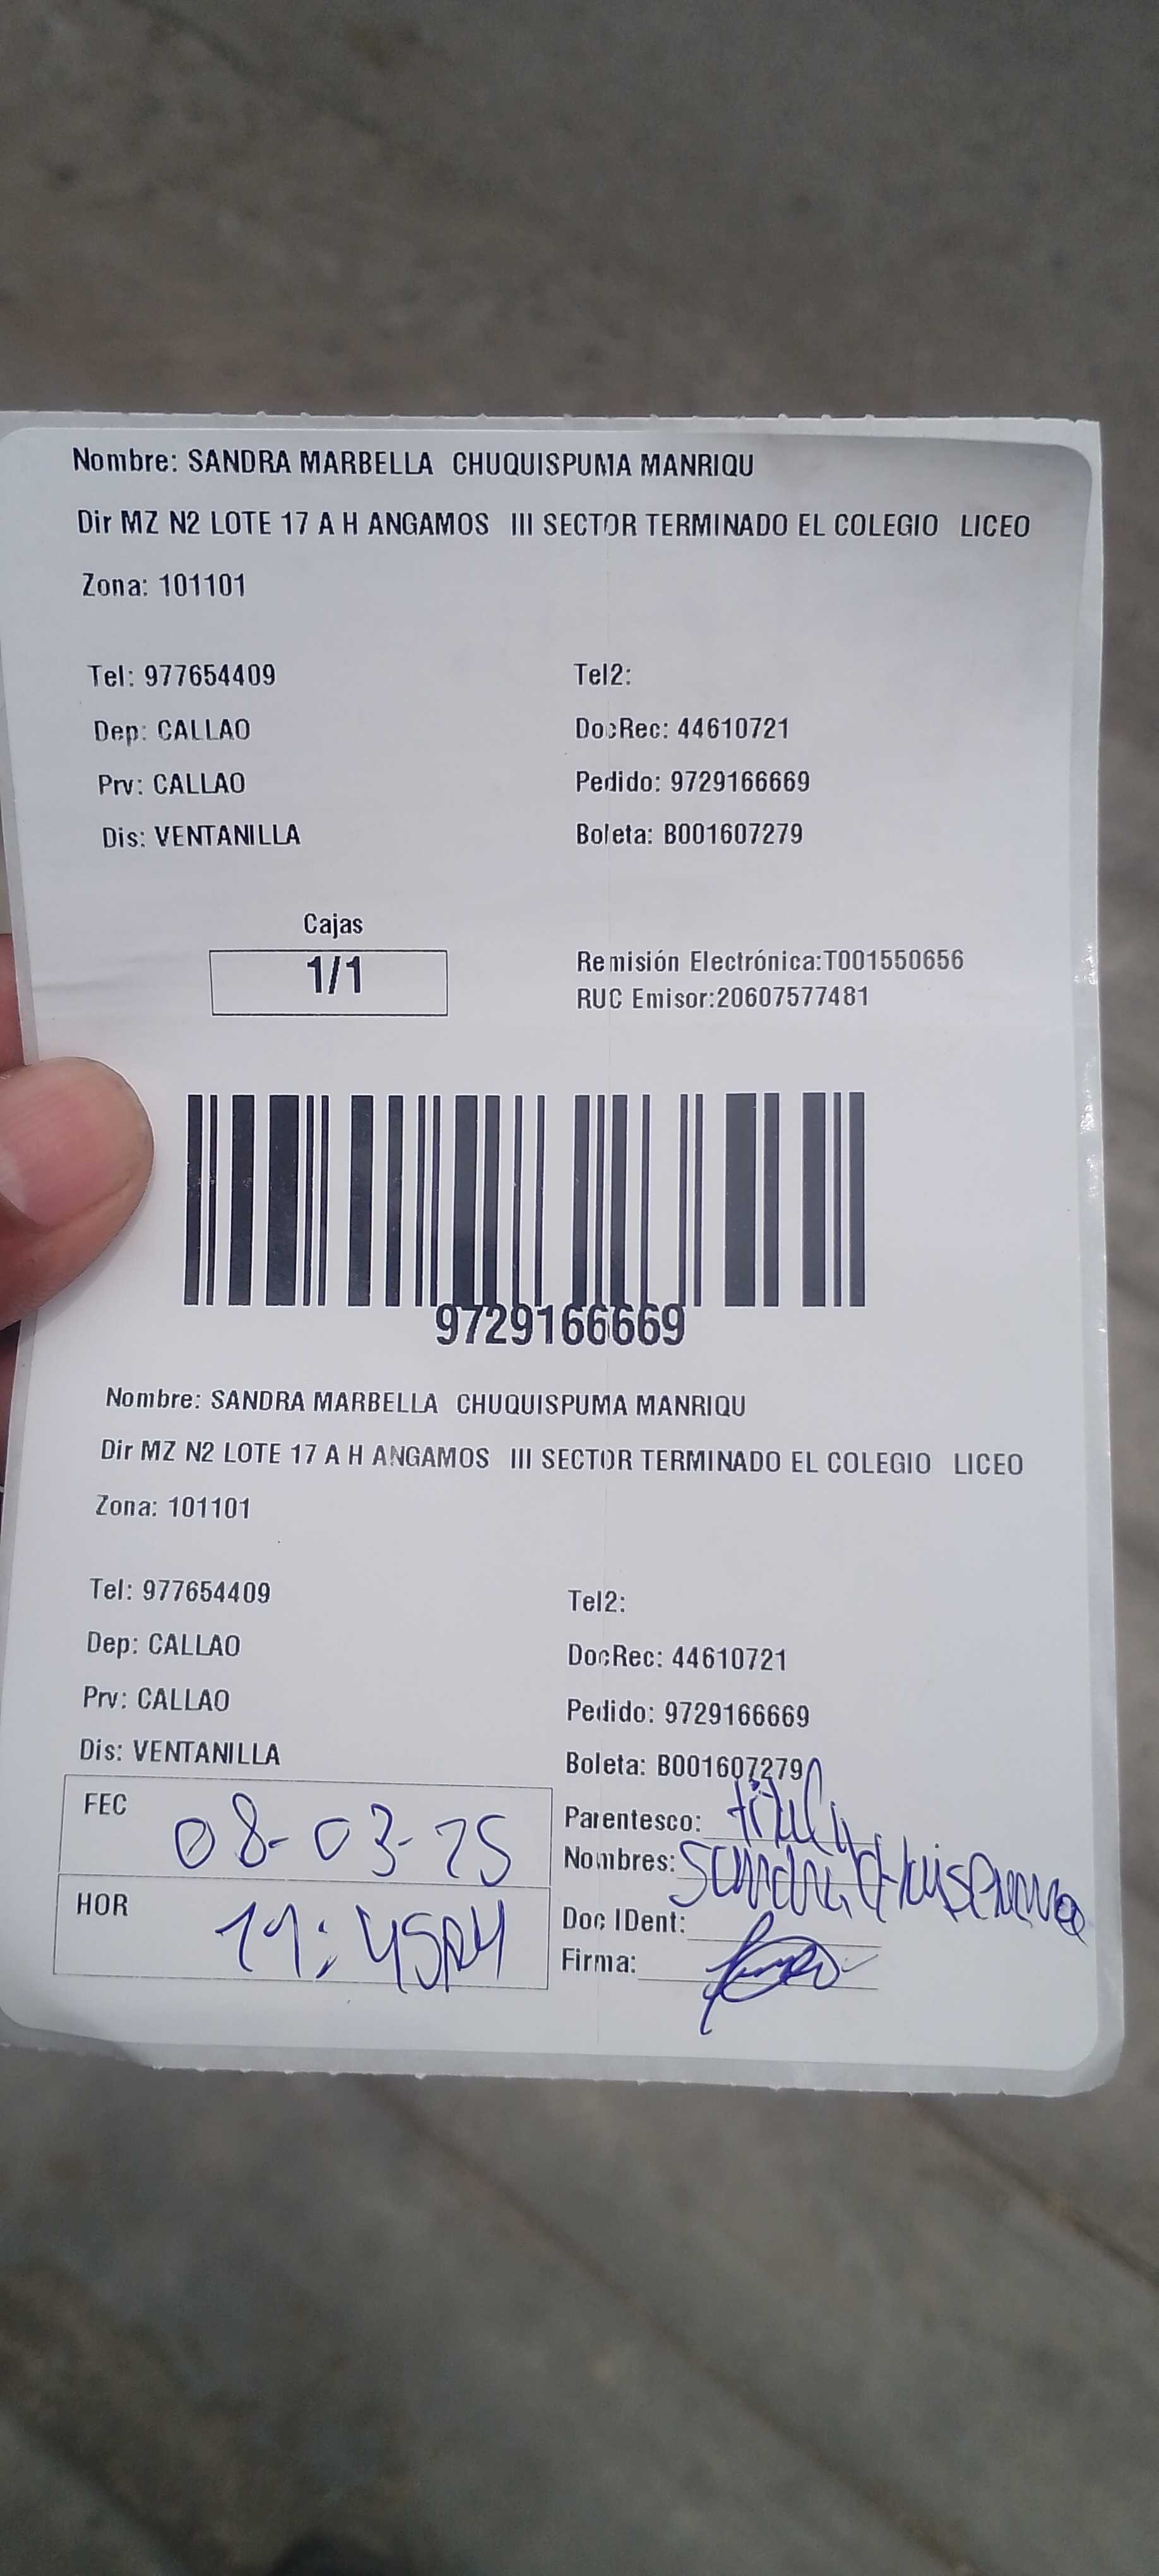 Nombre: SANDRA MARBELLA CHUQUISPUMA MANRIQU
Dir MZ N2 LOTE 17 A H ANGAMOS III SECTOR TERMINADO EL COLEGIO LICEO
Zona: 101101
Tel: 977654409 Tel2:
Dep: CALLAO DocRec: 44610721
Prv: CALLAO Pedido: 9729166669
Dis: VENTANILLA Boleta: B001607279
Cajas
1/1
Remisión Electrónica:T001550656
RUC Emisor:20607577481
9729166669
Nombre: SANDRA MARBELLA CHUQUISPUMA MANRIQU
Dir MZ N2 LOTE 17 A H ANGAMOS III SECTOR TERMINADO EL COLEGIO LICEO
Zona: 101101
Tel: 977654409 Tel2:
Dep: CALLAO DocRec: 44610721
Prv: CALLAO Pedido: 9729166669
Dis: VENTANILLA Boleta: B001607279
FEC 08-03-25 Parentesco:
Nombres: Sandra
HOR Doc IDent:
Firma: